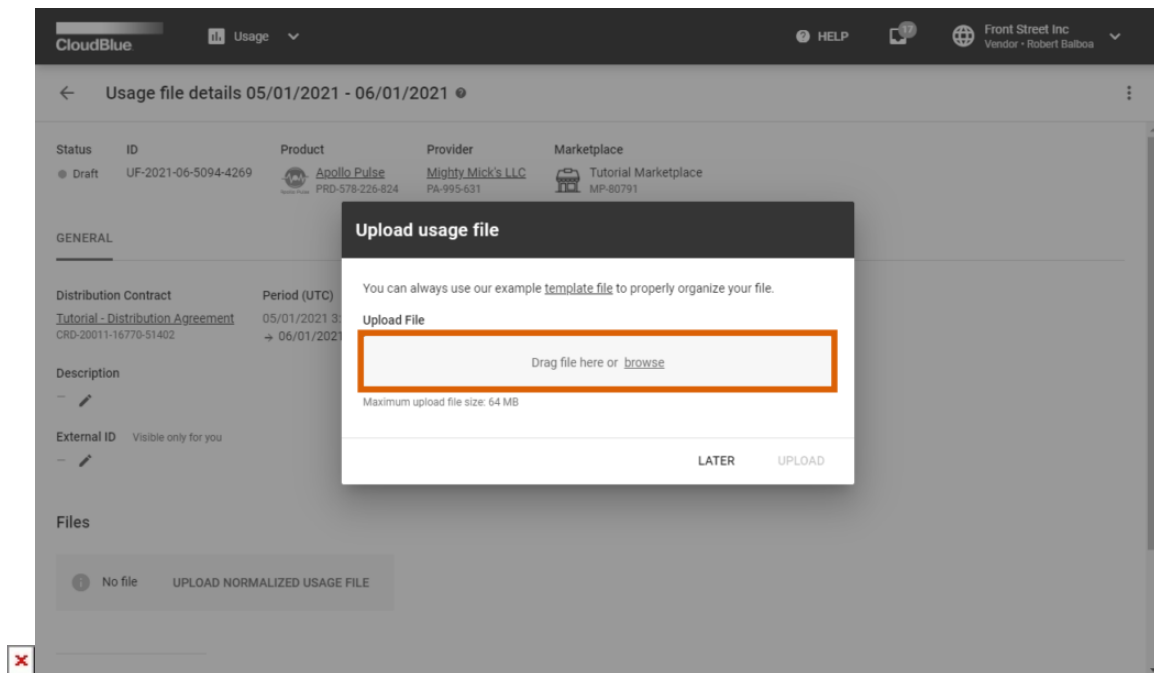 CloudBlue
Usage
HELP
17
Front Street Inc
Vendor • Robert Balboa
Usage file details 05/01/2021 - 06/01/2021
Status
ID
Product
Provider
Marketplace
Draft
UF-2021-06-5094-4269
Apollo Pulse
PRD-578-226-824
Mighty Mick's LLC
PA-995-631
Tutorial Marketplace
MP-80791
GENERAL
Distribution Contract
Period (UTC)
Tutorial - Distribution Agreement
05/01/2021 3:
CRD-20011-16770-51402
→ 06/01/2021
Description
–
External ID
Visible only for you
–
Files
No file
UPLOAD NORMALIZED USAGE FILE
Upload usage file
You can always use our example template file to properly organize your file.
Upload File
Drag file here or browse
Maximum upload file size: 64 MB
LATER
UPLOAD